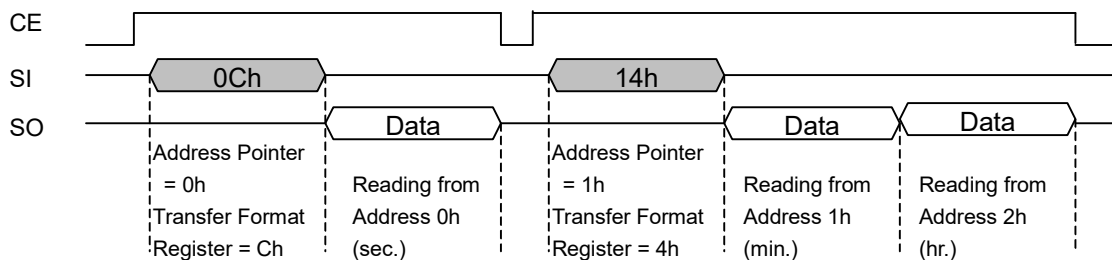 CE
SI
0Ch
14h
SO
Data
Data
Data
Address Pointer
= 0h
Transfer Format
Register = Ch
Reading from
Address 0h
(sec.)
Address Pointer
= 1h
Transfer Format
Register = 4h
Reading from
Address 1h
(min.)
Reading from
Address 2h
(hr.)